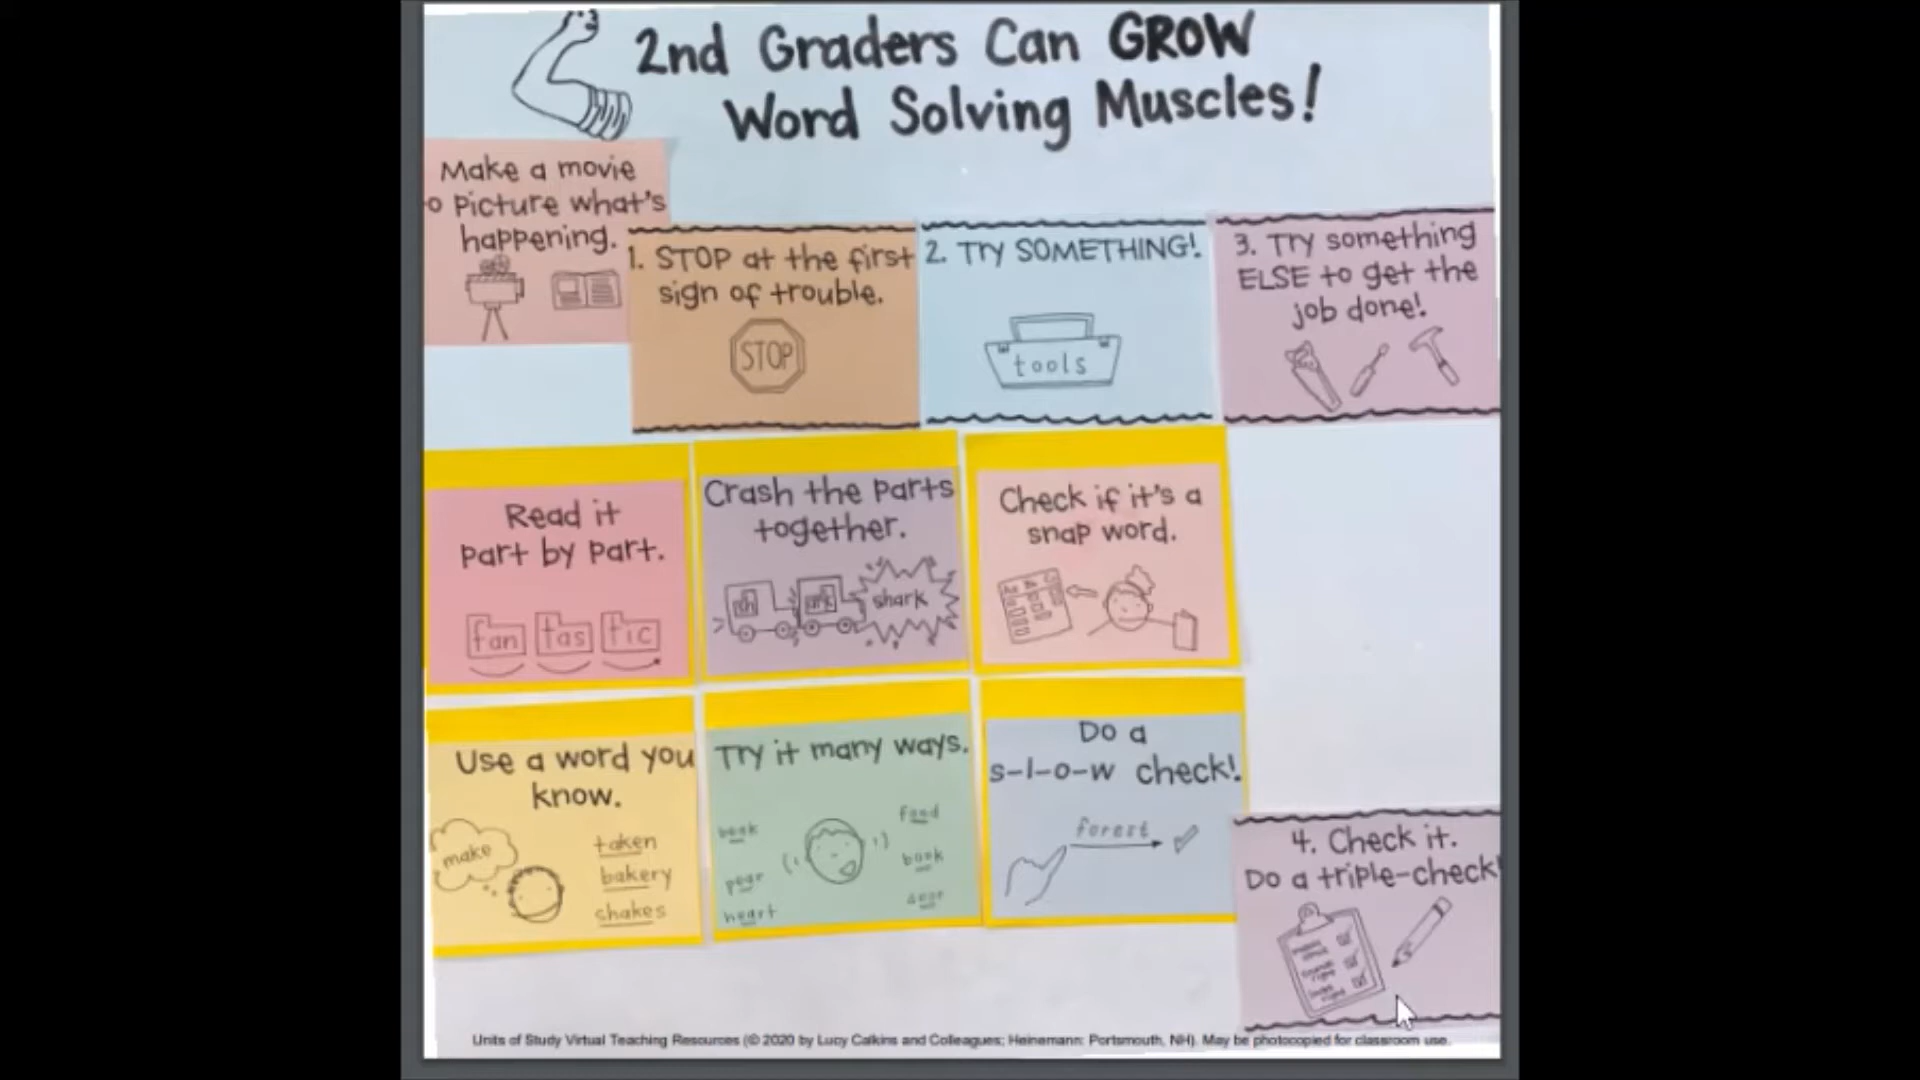 2nd Graders Can GROW
Word Solving Muscles!
Make a movie
o picture what's
happening.
1. STOP at the first
sign of trouble.
STOP
2. Try SOMETHING!
tools
3. Try something
ELSE to get the
job done!
Read it
part by part.
fan tas tic
Crash the parts
together.
sh ark shark
Check if it's a
snap word.
Use a word you
know.
make
taken
bakery
shakes
Try it many ways.
book
pear
heart
food
book
door
Do a
s-l-o-w check!
forest
4. Check it.
Do a triple-check!
Units of Study Virtual Teaching Resources (© 2020 by Lucy Calkins and Colleagues; Heinemann: Portsmouth, NH). May be photocopied for classroom use.